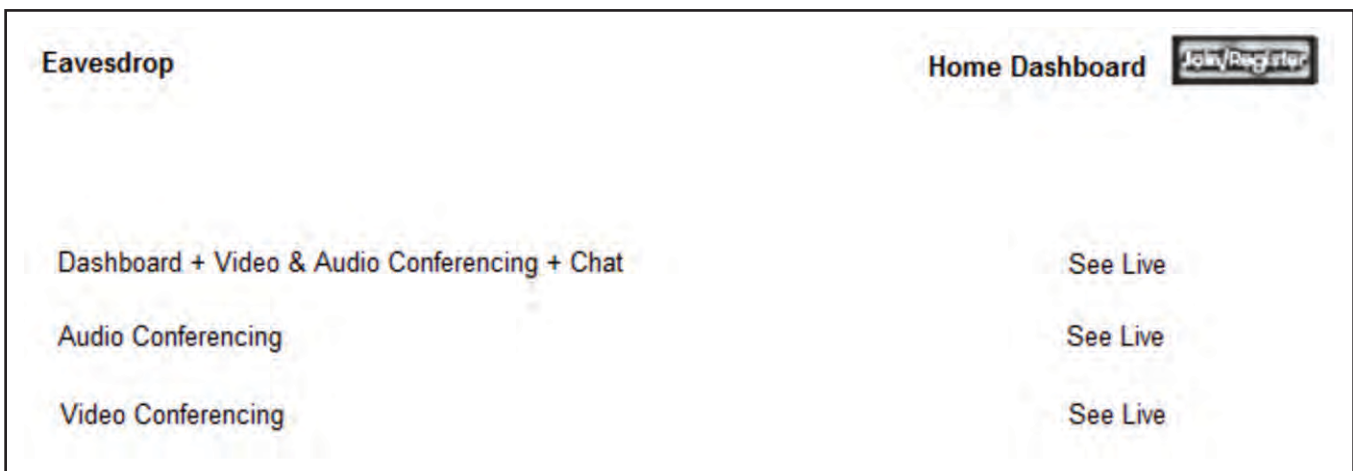 Eavesdrop Home Dashboard Join/Register
Dashboard + Video & Audio Conferencing + Chat See Live
Audio Conferencing See Live
Video Conferencing See Live